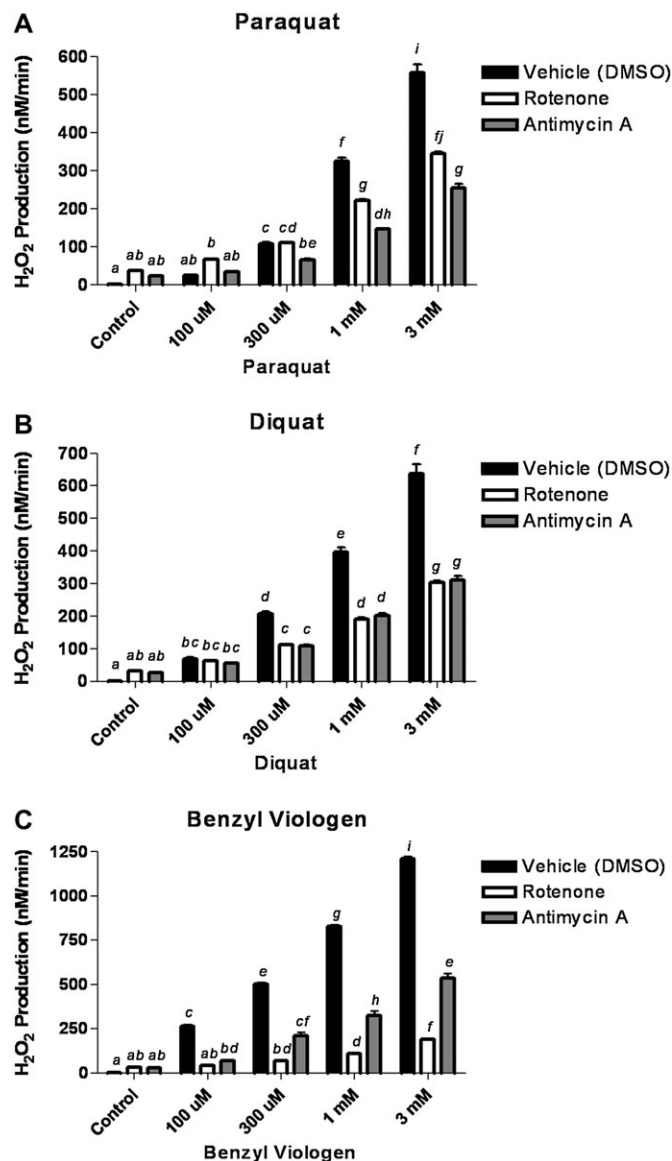 A
Paraquat
H₂O₂ Production (nM/min)
600
500
400
300
200
100
0
a ab ab
ab b ab
c cd be
f g dh
i fj g
Control 100 uM 300 uM 1 mM 3 mM
Paraquat
Vehicle (DMSO)
Rotenone
Antimycin A
B
Diquat
H₂O₂ Production (nM/min)
700
600
500
400
300
200
100
0
a ab ab
bc bc bc
d c c
e d d
f g g
Control 100 uM 300 uM 1 mM 3 mM
Diquat
Vehicle (DMSO)
Rotenone
Antimycin A
C
Benzyl Viologen
H₂O₂ Production (nM/min)
1250
1000
750
500
250
0
a ab ab
c ab bd
e bd cf
g d h
i f e
Control 100 uM 300 uM 1 mM 3 mM
Benzyl Viologen
Vehicle (DMSO)
Rotenone
Antimycin A